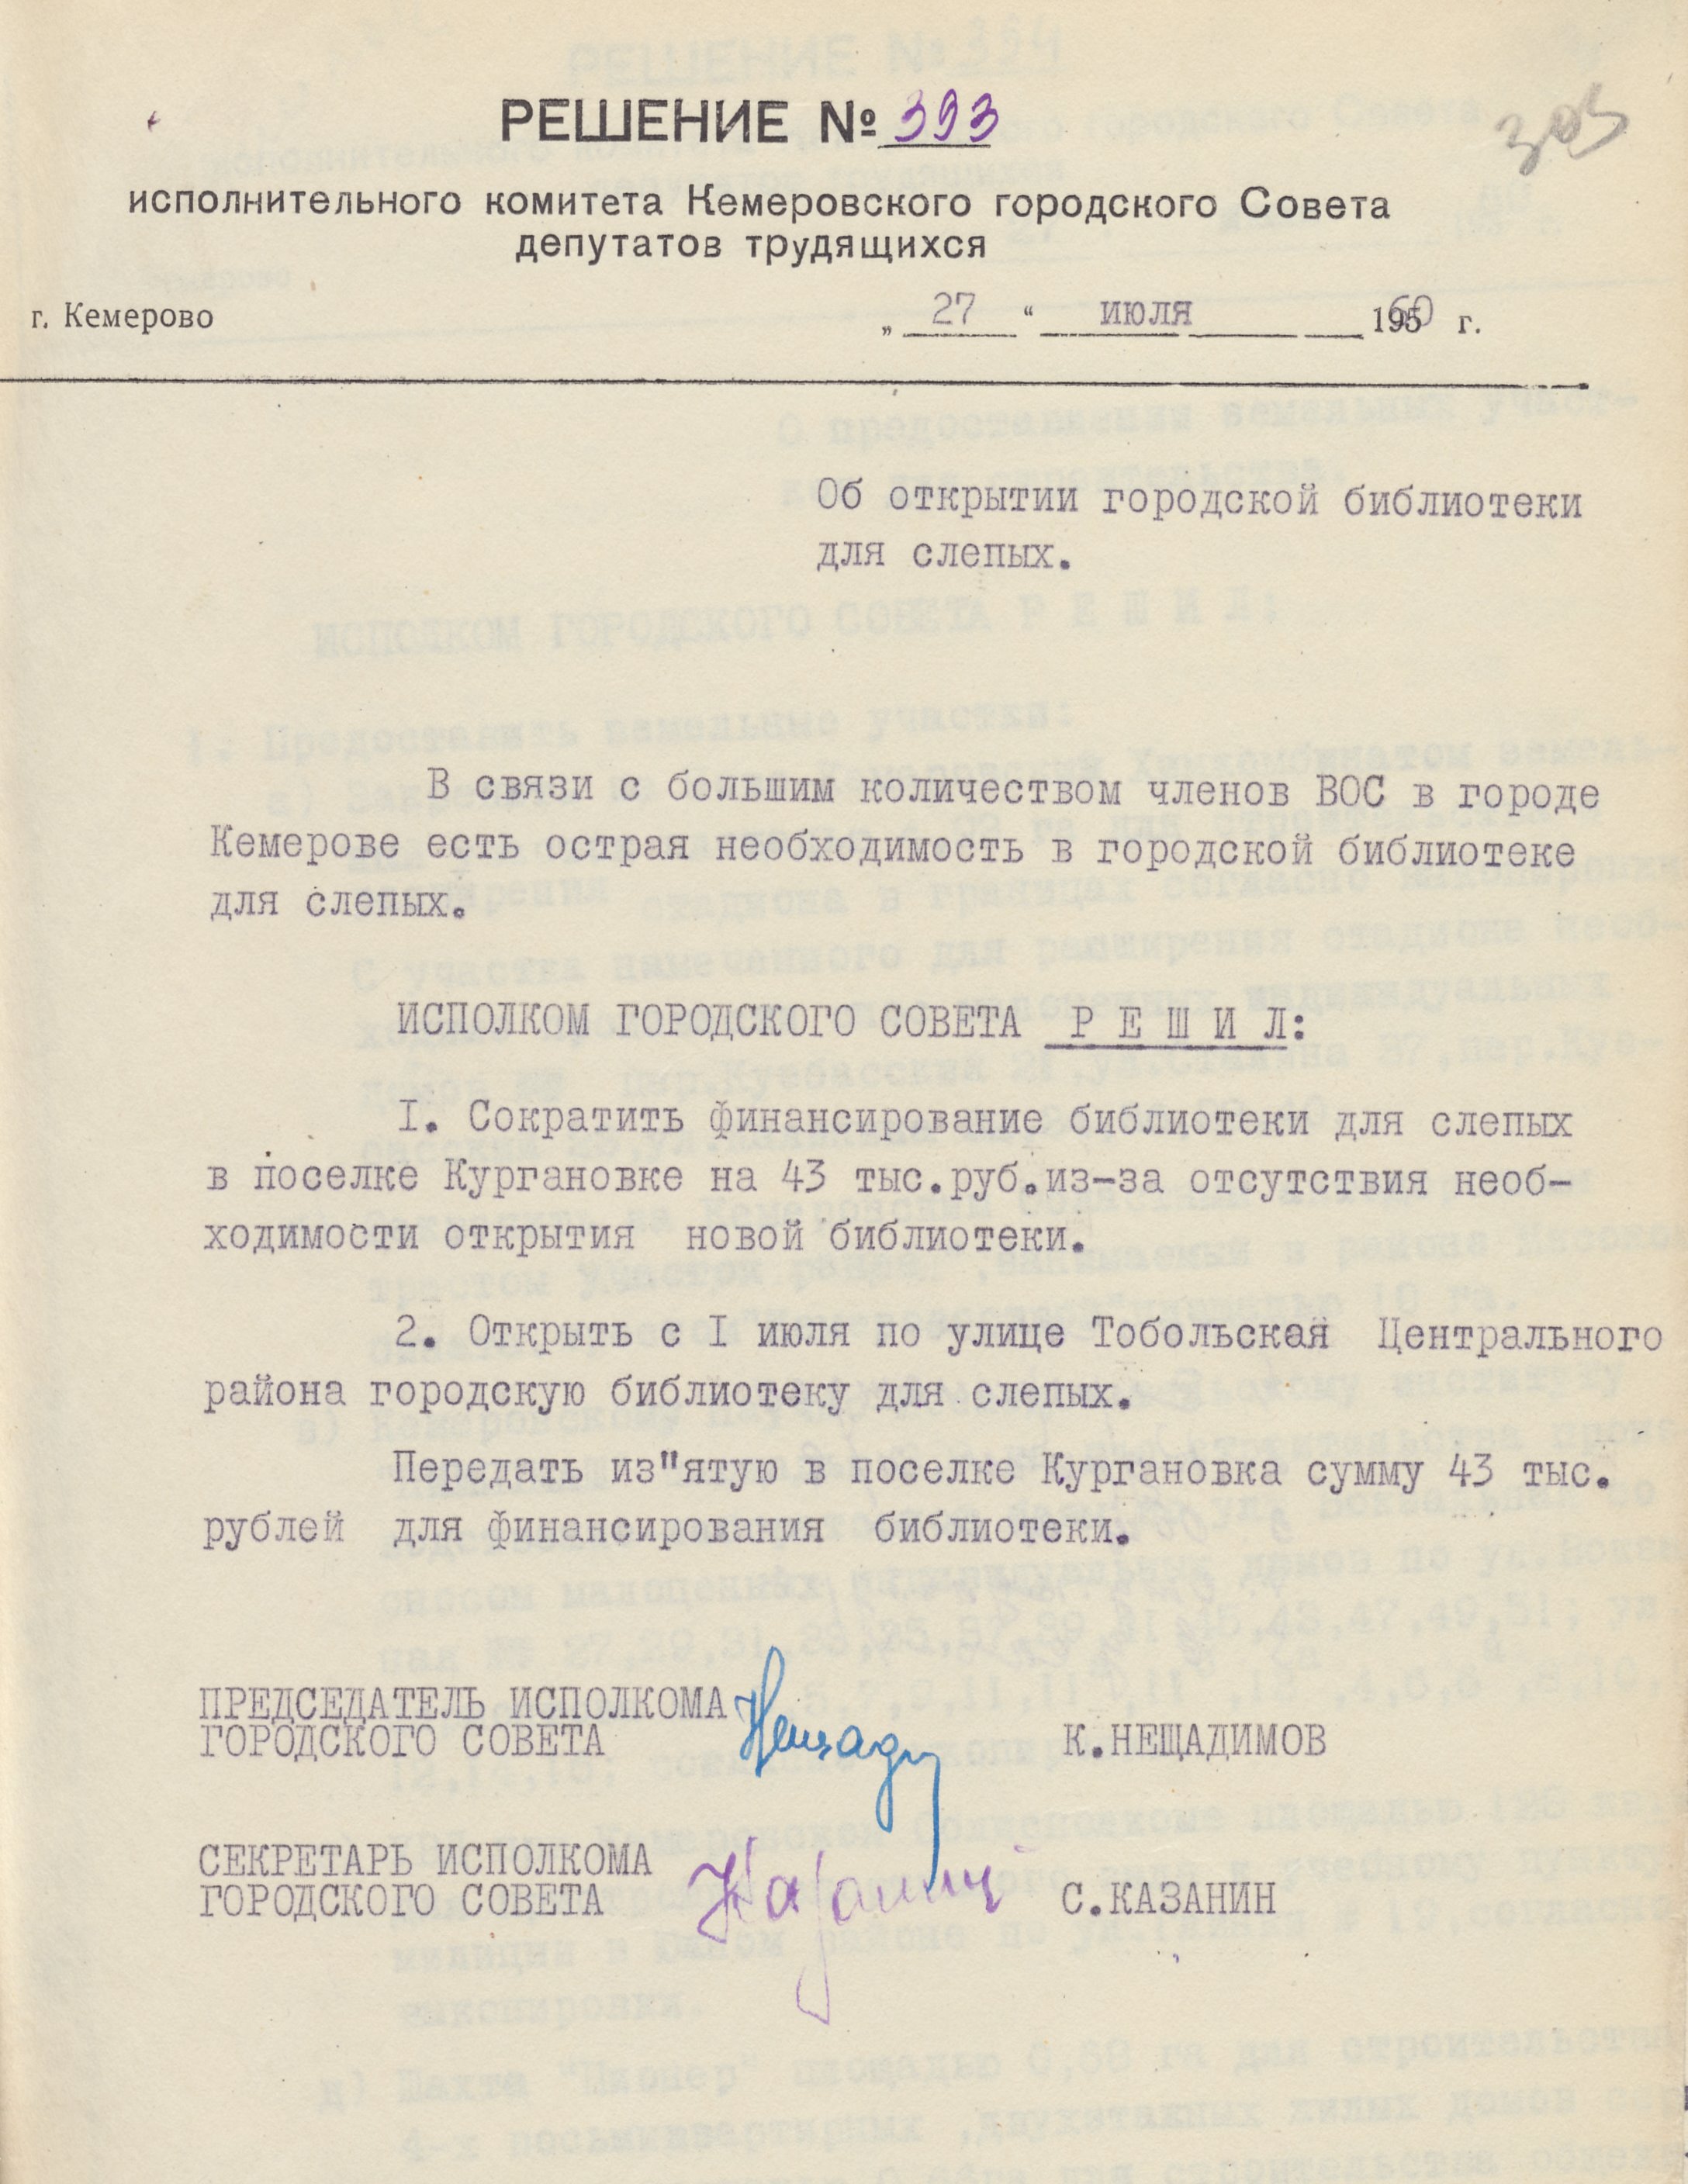 РЕШЕНИЕ № 393
303
исполнительного комитета Кемеровского городского Совета
депутатов трудящихся
г. Кемерово „ 27 “ июля 1960 г.
Об открытии городской библиотеки
для слепых.
В связи с большим количеством членов ВОС в городе
Кемерове есть острая необходимость в городской библиотеке
для слепых.
ИСПОЛКОМ ГОРОДСКОГО СОВЕТА Р Е Ш И Л:
I. Сократить финансирование библиотеки для слепых
в поселке Кургановке на 43 тыс.руб.из-за отсутствия необ-
ходимости открытия новой библиотеки.
2. Открыть с I июля по улице Тобольская Центрального
района городскую библиотеку для слепых.
Передать из"ятую в поселке Кургановка сумму 43 тыс.
рублей для финансирования библиотеки.
ПРЕДСЕДАТЕЛЬ ИСПОЛКОМА
ГОРОДСКОГО СОВЕТА К.НЕЩАДИМОВ
СЕКРЕТАРЬ ИСПОЛКОМА
ГОРОДСКОГО СОВЕТА С.КАЗАНИН